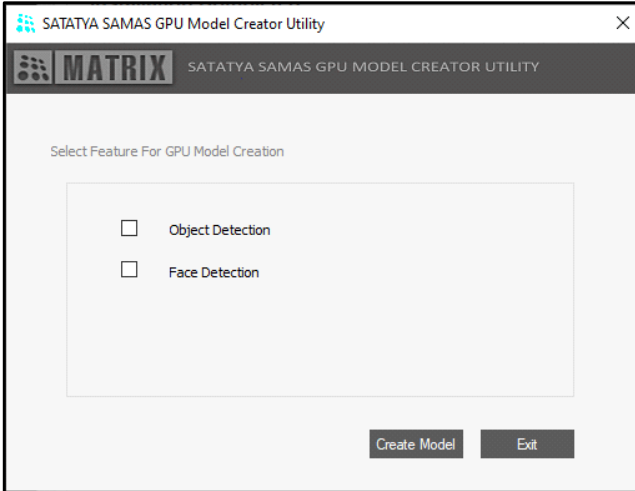 SATATYA SAMAS GPU Model Creator Utility
MATRIX SATATYA SAMAS GPU MODEL CREATOR UTILITY
Select Feature For GPU Model Creation
Object Detection
Face Detection
Create Model Exit